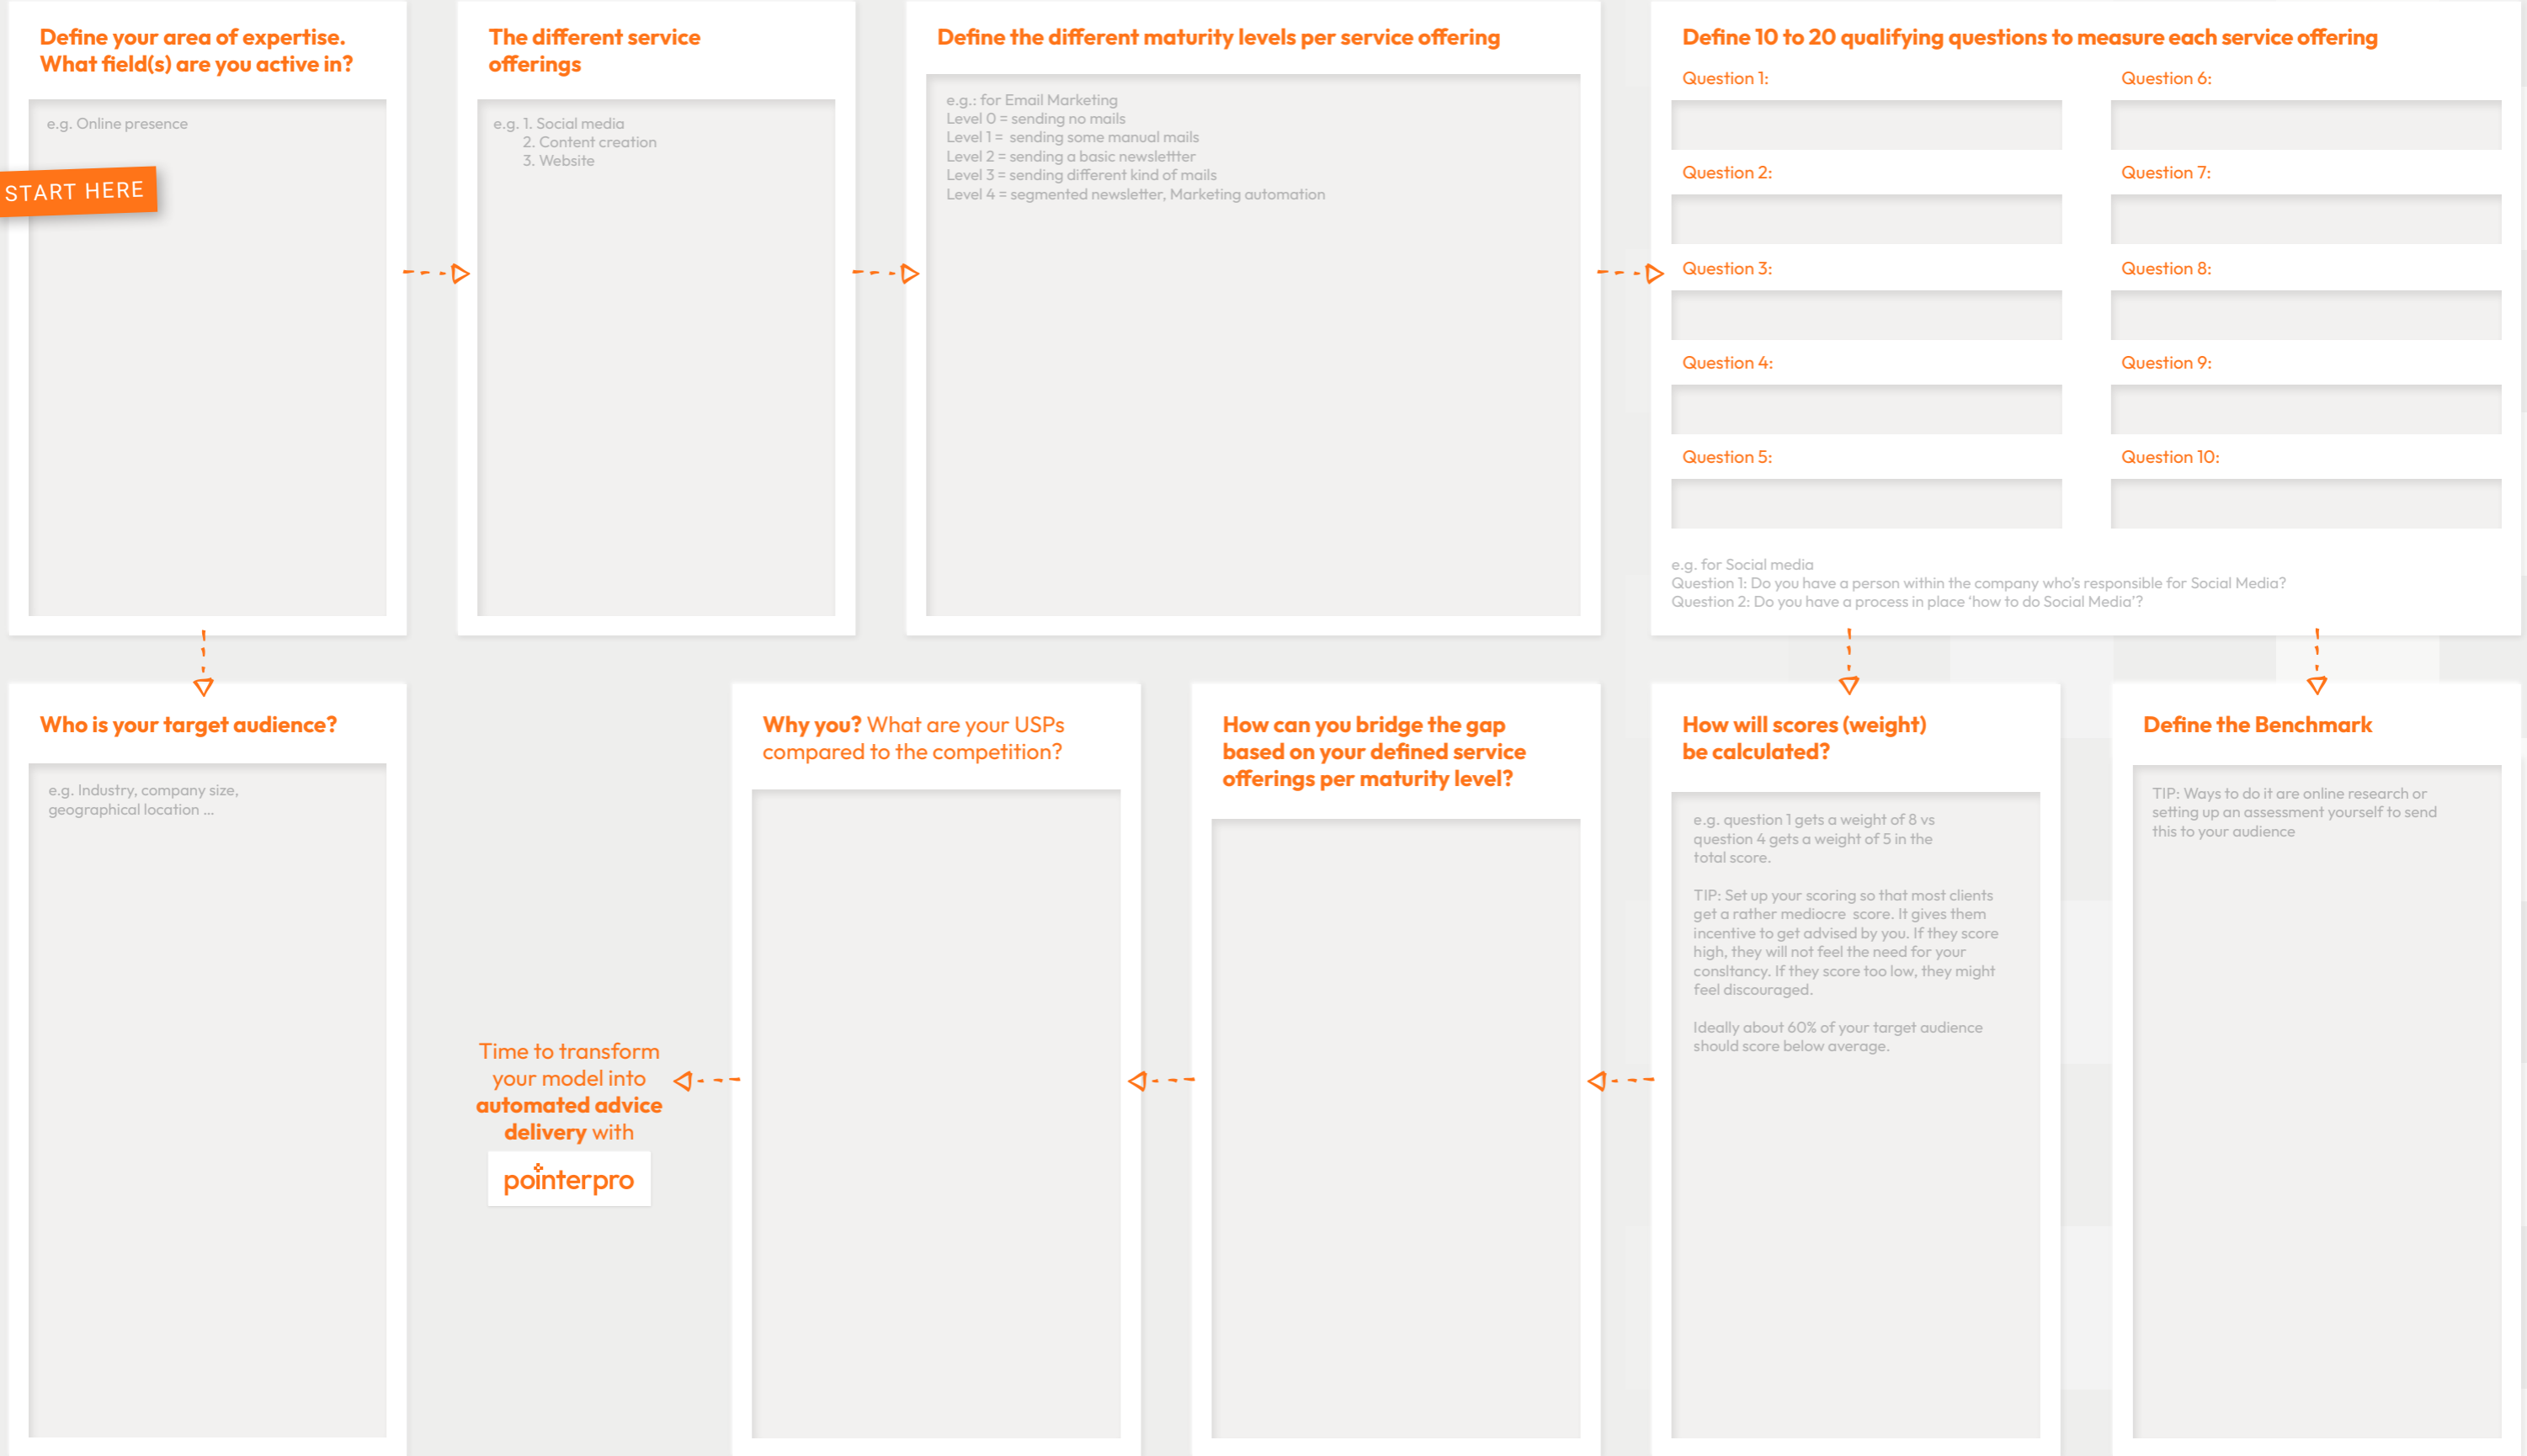 Define your area of expertise.
What field(s) are you active in?
e.g. Online presence
START HERE
The different service
offerings
e.g. 1. Social media
2. Content creation
3. Website
Define the different maturity levels per service offering
e.g.: for Email Marketing
Level 0 = sending no mails
Level 1 = sending some manual mails
Level 2 = sending a basic newslettter
Level 3 = sending different kind of mails
Level 4 = segmented newsletter, Marketing automation
Define 10 to 20 qualifying questions to measure each service offering
Question 1:
Question 2:
Question 3:
Question 4:
Question 5:
Question 6:
Question 7:
Question 8:
Question 9:
Question 10:
e.g. for Social media
Question 1: Do you have a person within the company who's responsible for Social Media?
Question 2: Do you have a process in place ‘how to do Social Media’?
Who is your target audience?
e.g. Industry, company size,
geographical location ...
Time to transform
your model into
automated advice
delivery with
pointerpro
Why you? What are your USPs
compared to the competition?
How can you bridge the gap
based on your defined service
offerings per maturity level?
How will scores (weight)
be calculated?
e.g. question 1 gets a weight of 8 vs
question 4 gets a weight of 5 in the
total score.
TIP: Set up your scoring so that most clients
get a rather mediocre score. It gives them
incentive to get advised by you. If they score
high, they will not feel the need for your
consltancy. If they score too low, they might
feel discouraged.
Ideally about 60% of your target audience
should score below average.
Define the Benchmark
TIP: Ways to do it are online research or
setting up an assessment yourself to send
this to your audience